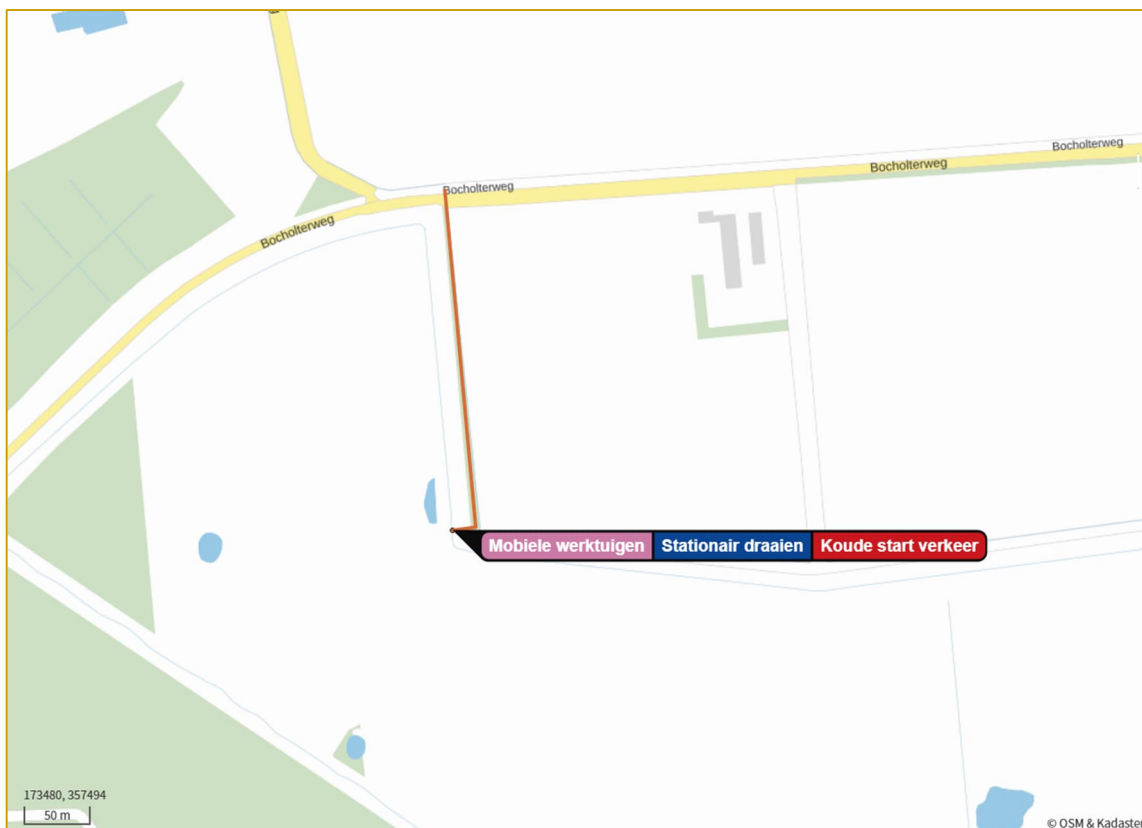 Bocholterweg
Bocholterweg
Bocholterweg
Bocholterweg
Mobiele werktuigen Stationair draaien Koude start verkeer
173480, 357494
50 m
© OSM & Kadaster